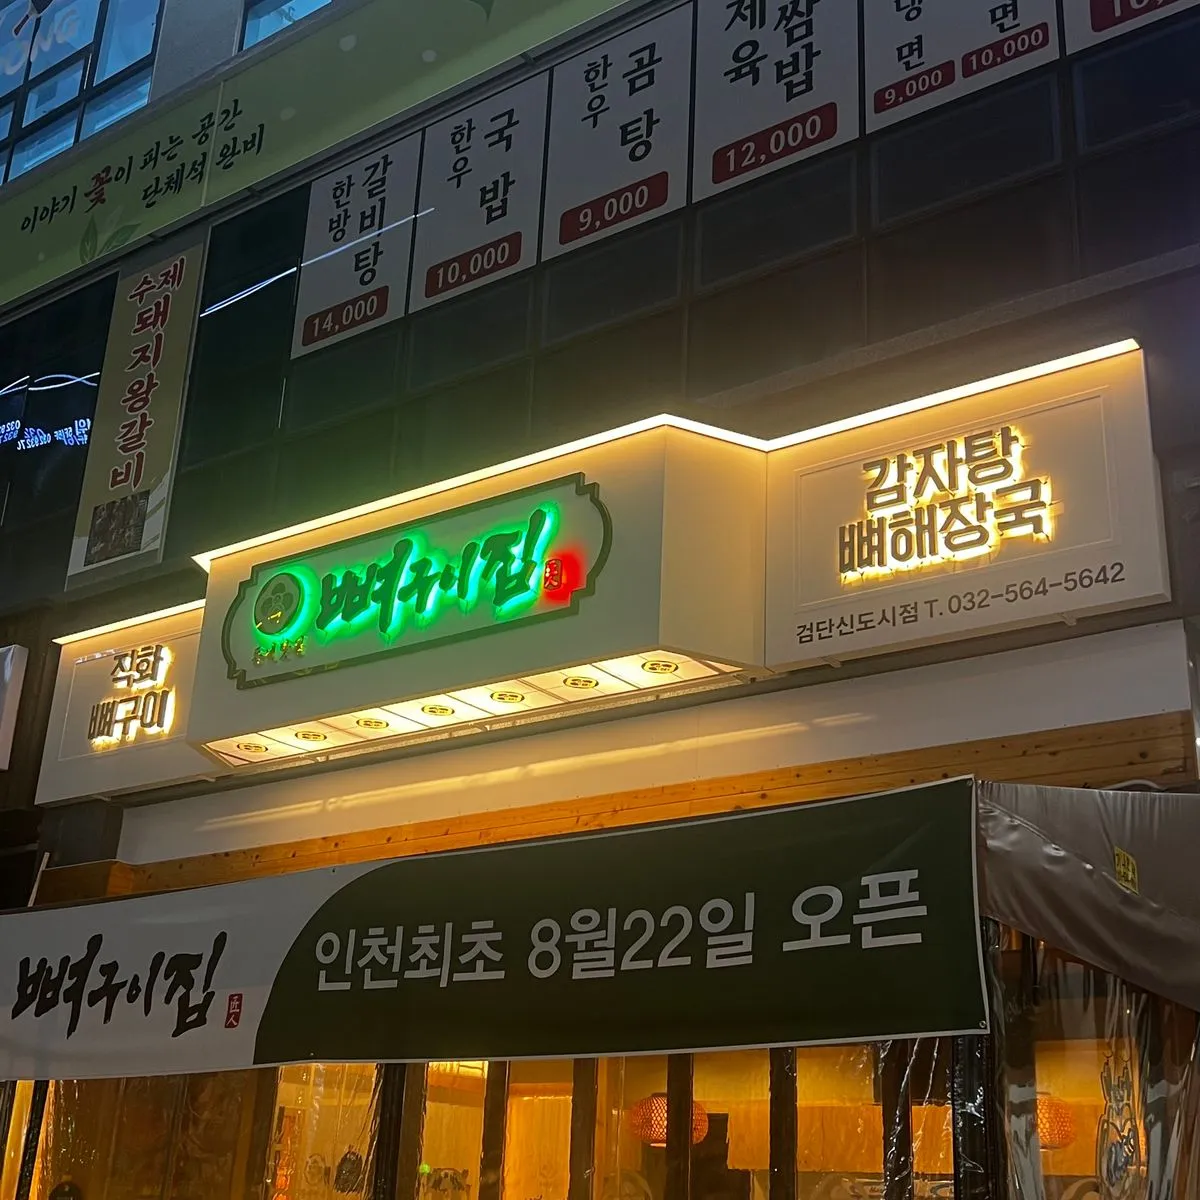 이야기 꽃이 피는 공간
단체석 완비
수제
돼지왕갈비
한방
갈비탕
14,000
한우
국밥
10,000
한우
곰탕
9,000
제육
쌈밥
12,000
냉면
9,000
면
10,000
직화
뼈구이
뼈구이집
감자탕
뼈해장국
검단신도시점 T. 032-564-5642
뼈구이집
匠人
인천최초 8월22일 오픈